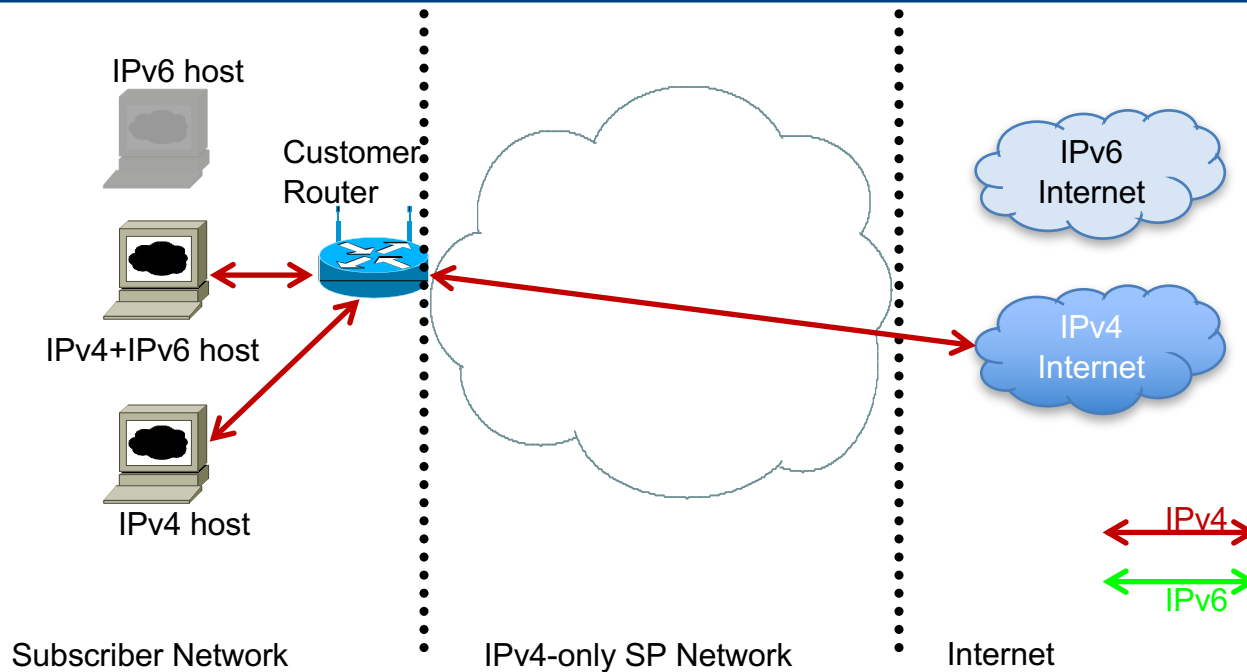 IPv6 host
Customer
Router
IPv6
Internet
IPv4+IPv6 host
IPv4
Internet
IPv4 host
IPv4
IPv6
Subscriber Network
IPv4-only SP Network
Internet